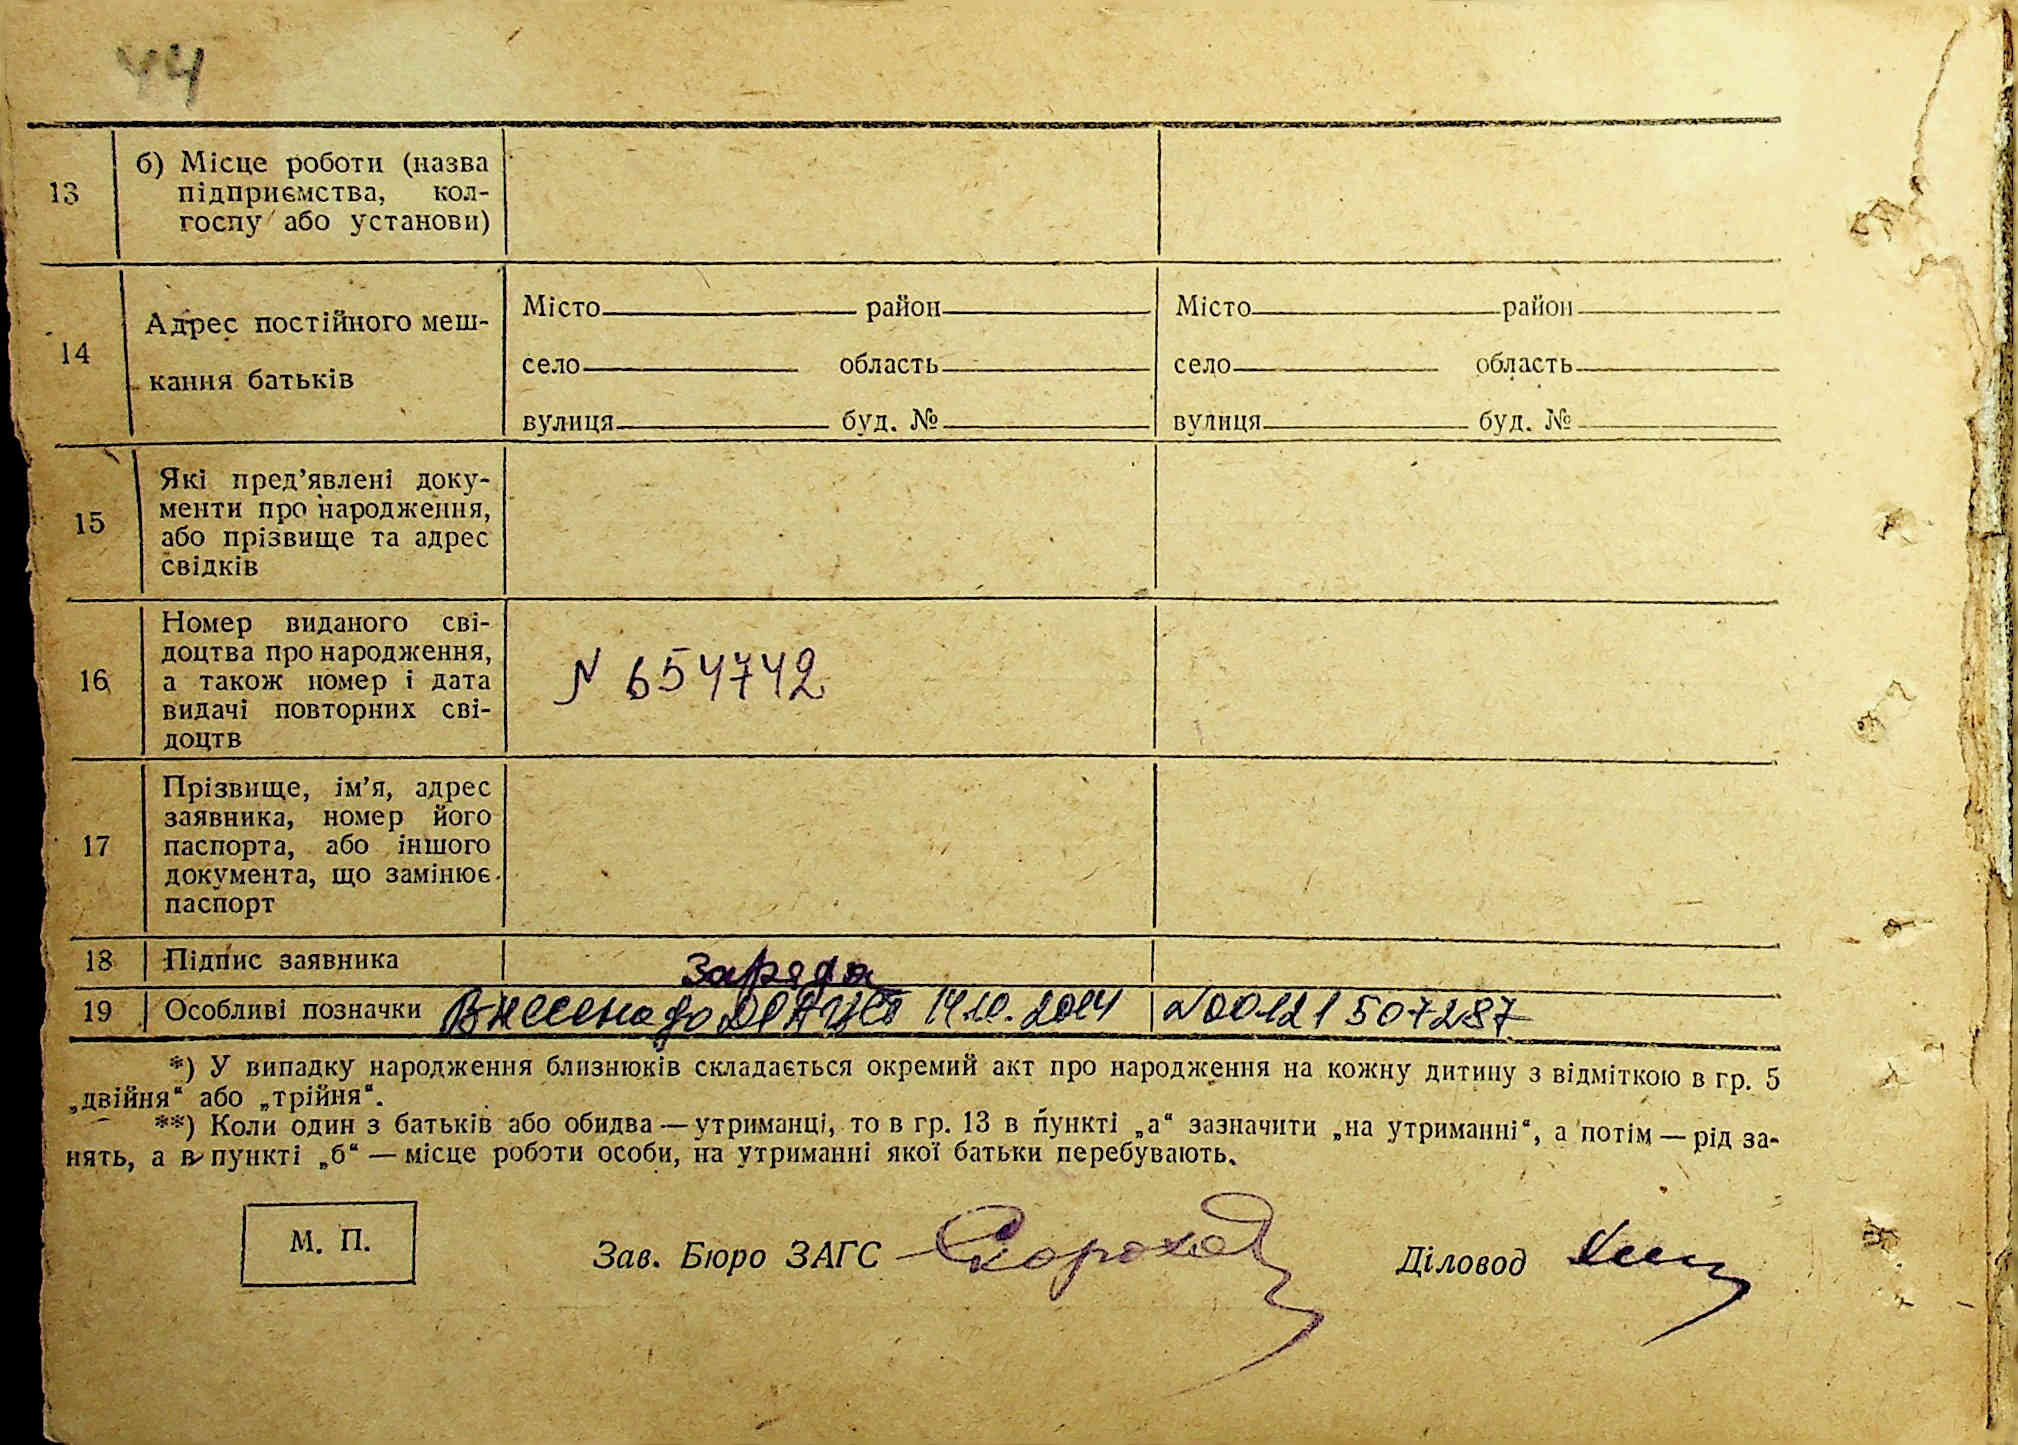 44
13
б) Місце роботи (назва
підприємства, кол-
госпу або установи)
14
Адрес постійного меш-
кання батьків
Місто район
село область
вулиця буд. №
Місто район
село область
вулиця буд. №
15
Які пред’явлені доку-
менти про народження,
або прізвище та адрес
свідків
16
Номер виданого сві-
доцтва про народження,
а також номер і дата
видачі повторних сві-
доцтв
N 654742
17
Прізвище, ім’я, адрес
заявника, номер його
паспорта, або іншого
документа, що замінює
паспорт
18 Підпис заявника
Заряда
19 Особливі позначки Внесено до ДРАЦСГ 14.10.2014 N00121507287
*) У випадку народження близнюків складається окремий акт про народження на кожну дитину з відміткою в гр. 5
„двійня“ або „трійня“.
**) Коли один з батьків або обидва — утриманці, то в гр. 13 в пункті „а“ зазначити „на утриманні“, а потім — рід за-
нять, а в пункті „б“ — місце роботи особи, на утриманні якої батьки перебувають.
М. П.
Зав. Бюро ЗАГС Скороход
Діловод